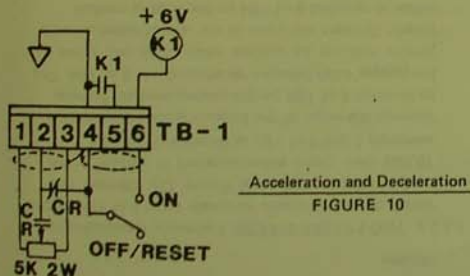 + 6V
K1
K1
1 2 3 4 5 6 TB-1
C
R
CR
ON
OFF/RESET
5K 2W
Acceleration and Deceleration
FIGURE 10